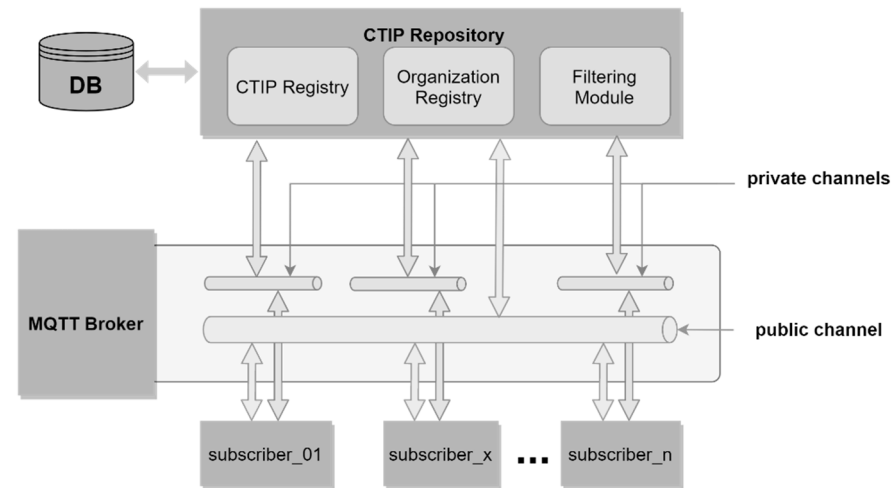 CTIP Repository
DB
CTIP Registry
Organization
Registry
Filtering
Module
private channels
MQTT Broker
public channel
subscriber_01
subscriber_x
...
subscriber_n